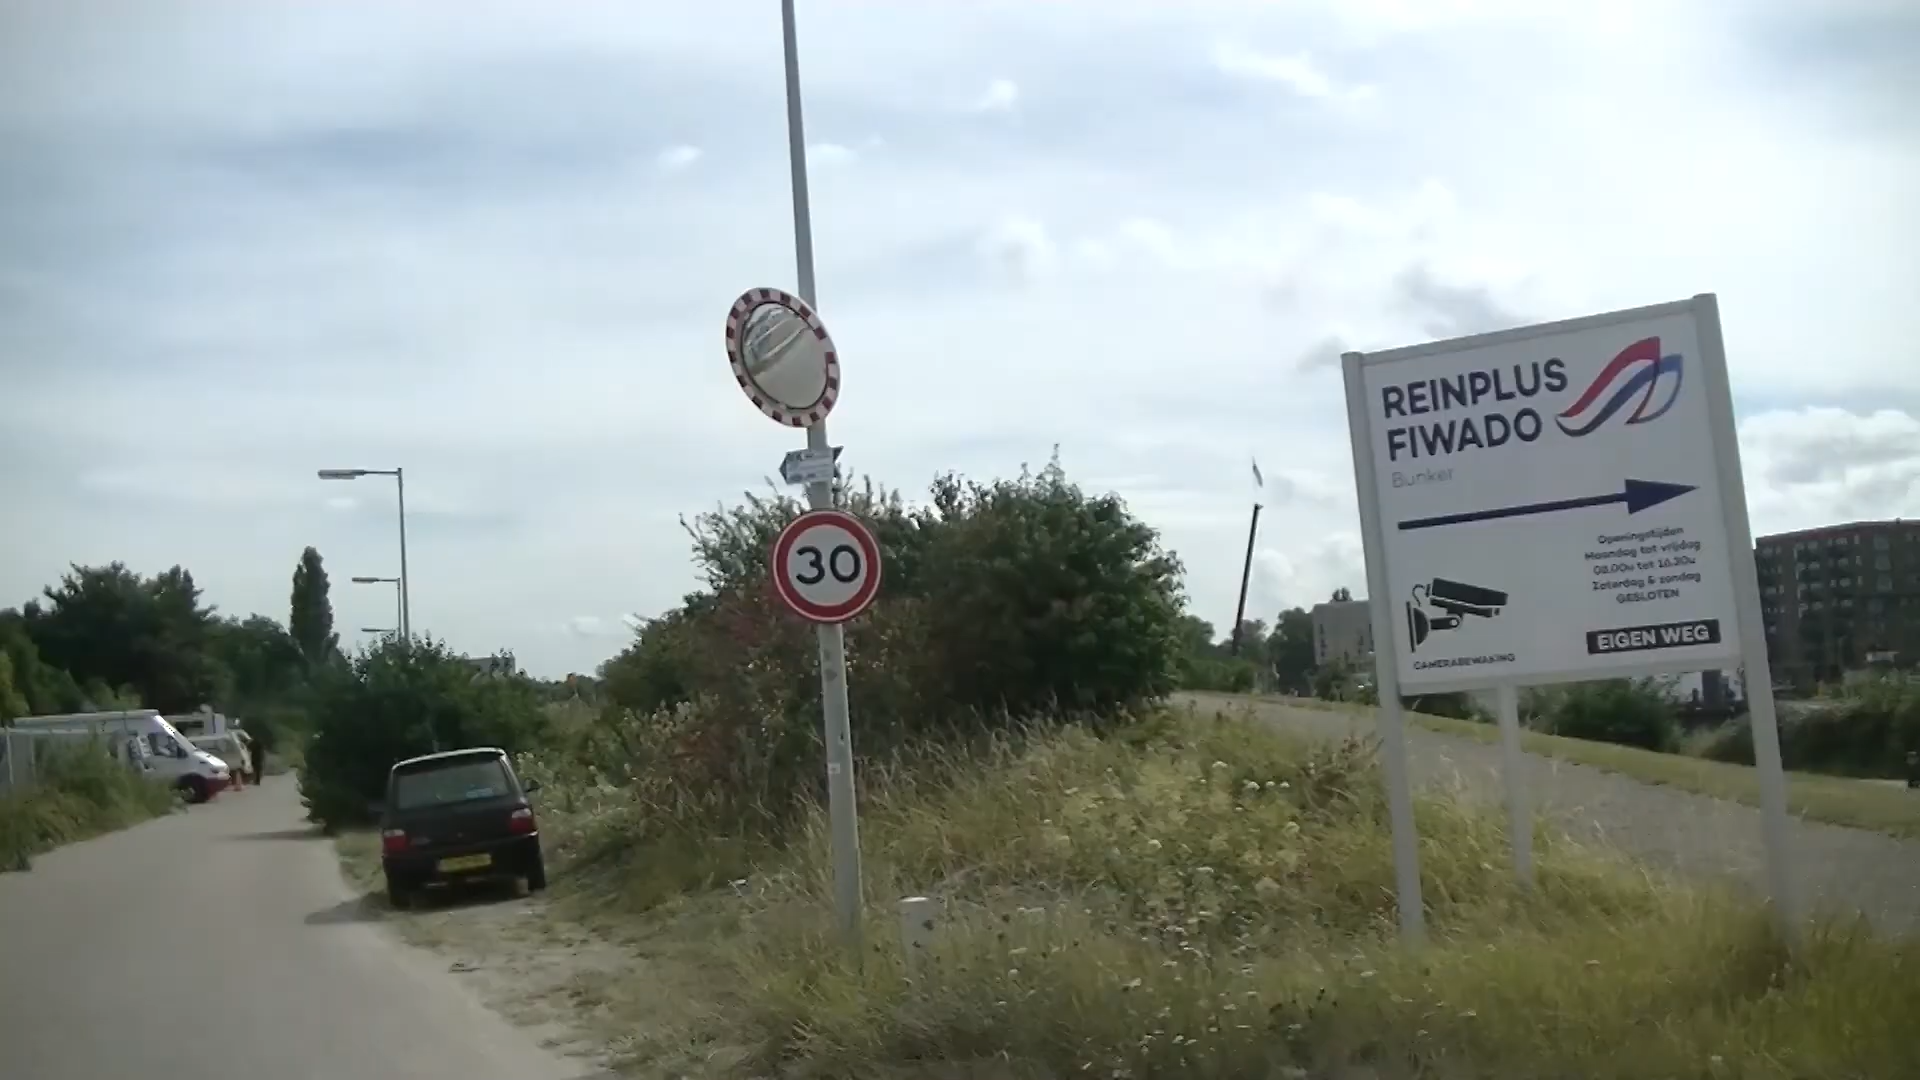 30
REINPLUS
FIWADO
Bunker
Openingstijden
Maandag tot vrijdag
08.00u tot 16.30u
Zaterdag & zondag
GESLOTEN
CAMERABEWAKING
EIGEN WEG